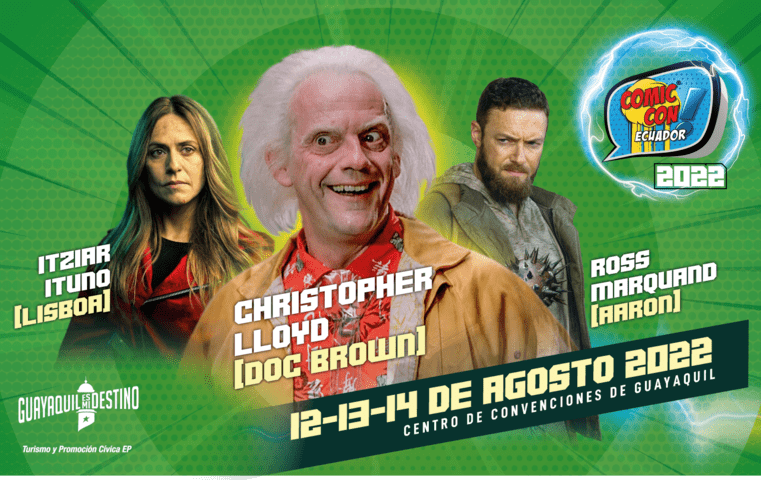 COMIC
CON
ECUADOR
2022
ITZIAR
ITUNO
[LISBOA]
CHRISTOPHER
LLOYD
[DOC BROWN]
ROSS
MARQUAND
[AARON]
12-13-14 DE AGOSTO 2022
CENTRO DE CONVENCIONES DE GUAYAQUIL
GUAYAQUIL ES MI DESTINO
Turismo y Promoción Cívica EP